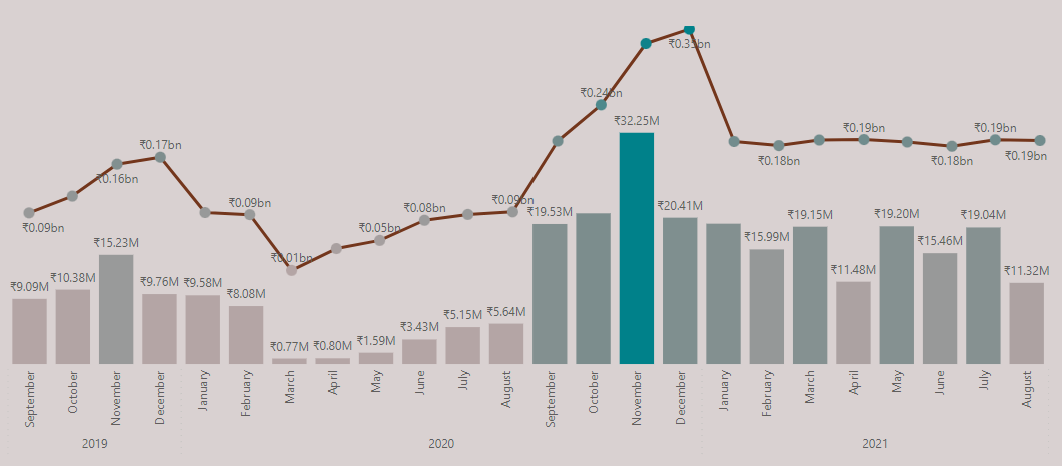 ₹0.35bn
₹0.24bn
₹32.25M
₹0.17bn
₹0.16bn
₹0.19bn
₹0.19bn
₹0.18bn
₹0.18bn
₹0.19bn
₹0.09bn
₹0.09bn
₹0.09bn
₹0.08bn
₹0.05bn
₹0.01bn
₹19.53M
₹20.41M
₹19.15M
₹19.20M
₹19.04M
₹15.23M
₹15.99M
₹15.46M
₹9.09M
₹10.38M
₹9.76M
₹9.58M
₹8.08M
₹11.48M
₹11.32M
₹0.77M
₹0.80M
₹1.59M
₹3.43M
₹5.15M
₹5.64M
September
October
November
December
January
February
March
April
May
June
July
August
September
October
November
December
January
February
March
April
May
June
July
August
2019
2020
2021